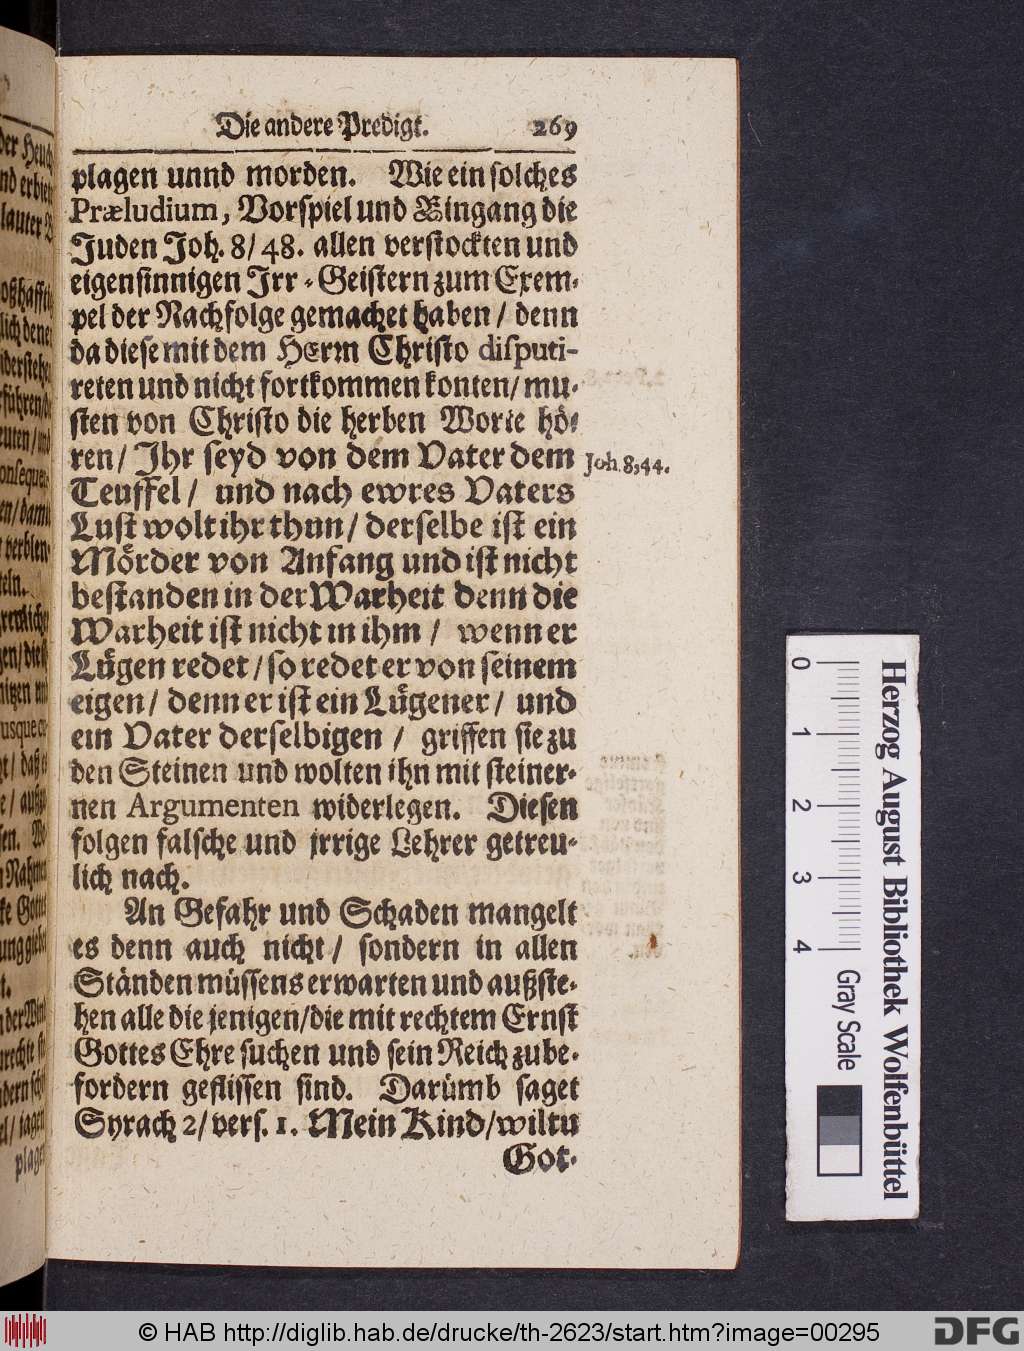 Die andere Predigt. 269
plagen unnd morden. Wie ein solches
Præludium, Vorspiel und Eingang die
Juden Joh. 8/48. allen verstockten und
eigensinnigen Irr-Geistern zum Exem-
pel der Nachfolge gemachet haben/ denn
da diese mit dem HErrn Christo disputi-
reten und nicht fortkommen konten/ mu-
sten von Christo die herben Worte hö-
ren/ Ihr seyd von dem Vater dem
Joh. 8,44.
Teuffel/ und nach ewres Vaters
Lust wolt ihr thun/ derselbe ist ein
Mörder von Anfang und ist nicht
bestanden in der Warheit denn die
Warheit ist nicht in ihm/ wenn er
Lügen redet/ so redet er von seinem
eigen/ denn er ist ein Lügener/ und
ein Vater derselbigen/ griffen sie zu
den Steinen und wolten ihn mit steiner-
nen Argumenten widerlegen. Diesen
folgen falsche und jrrige Lehrer getreu-
lich nach.
An Gefahr und Schaden mangelt
es denn auch nicht/ sondern in allen
Ständen müssens erwarten und außste-
hen alle die jenigen/die mit rechtem Ernst
Gottes Ehre suchen und sein Reich zube-
fordern geflissen sind. Darümb saget
Syrach 2/ vers. 1. Mein Kind/wiltu
Got-
0 1 2 3 4
Gray Scale
Herzog August Bibliothek Wolfenbüttel
© HAB http://diglib.hab.de/drucke/th-2623/start.htm?image=00295
DFG